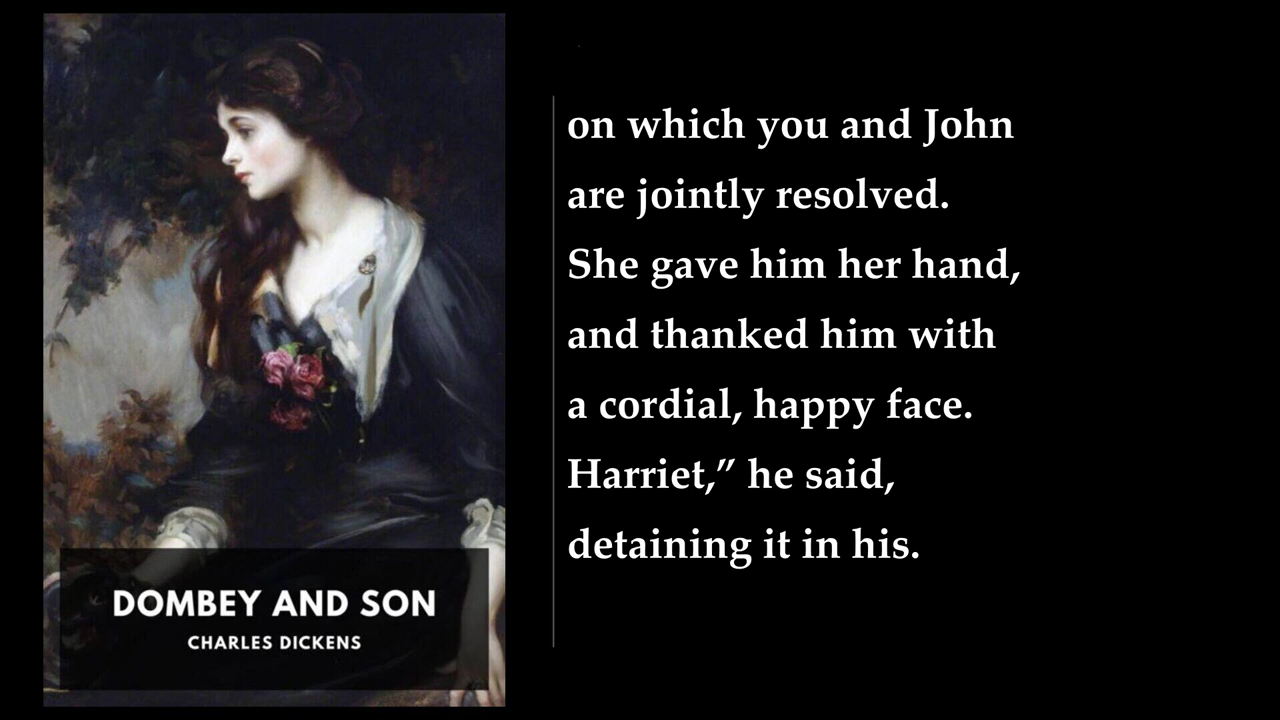 DOMBEY AND SON
CHARLES DICKENS
on which you and John
are jointly resolved.
She gave him her hand,
and thanked him with
a cordial, happy face.
Harriet,” he said,
detaining it in his.